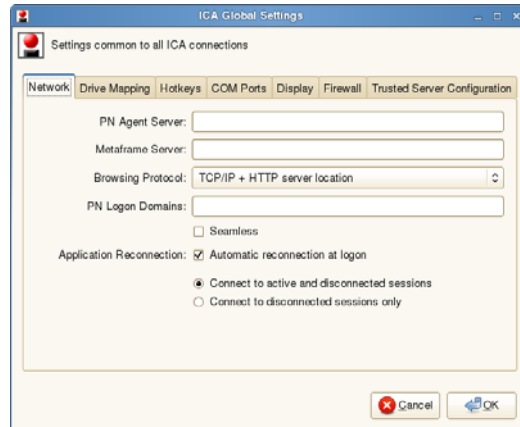 ICA Global Settings
Settings common to all ICA connections
Network Drive Mapping Hotkeys COM Ports Display Firewall Trusted Server Configuration
PN Agent Server:
Metaframe Server:
Browsing Protocol: TCP/IP + HTTP server location
PN Logon Domains:
Seamless
Application Reconnection: Automatic reconnection at logon
Connect to active and disconnected sessions
Connect to disconnected sessions only
Cancel OK